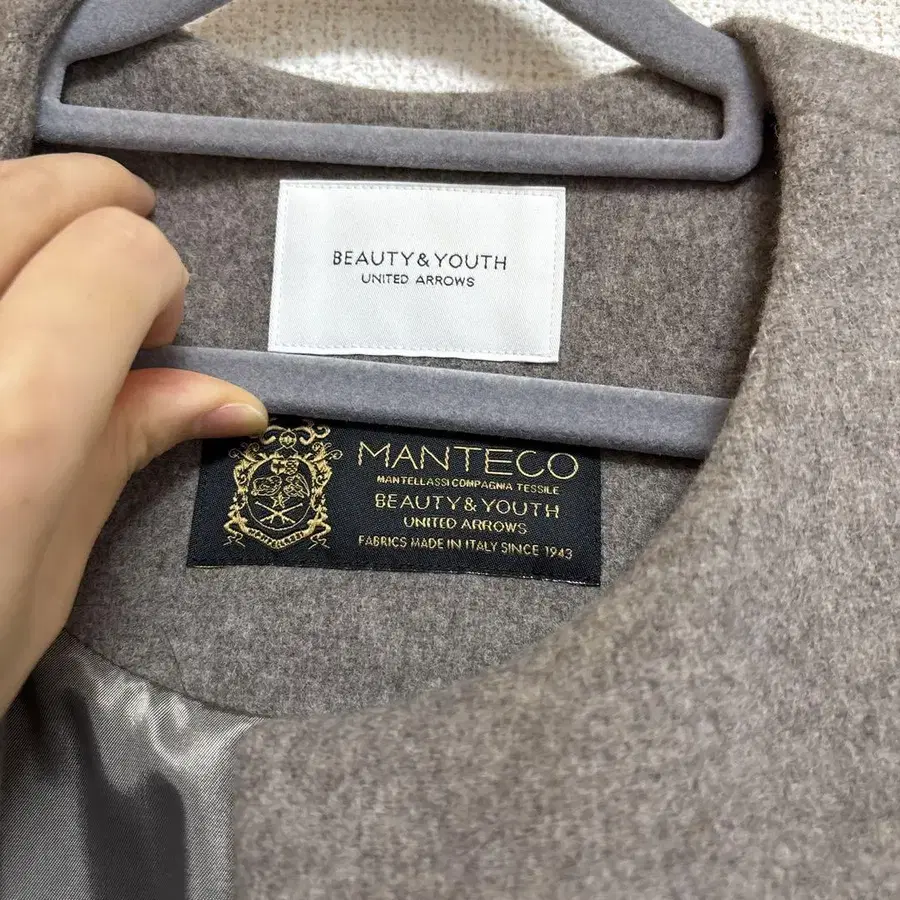 BEAUTY&YOUTH
UNITED ARROWS
MANTECO
MANTELLASSI COMPAGNIA TESSILE
BEAUTY&YOUTH
UNITED ARROWS
FABRICS MADE IN ITALY SINCE 1943